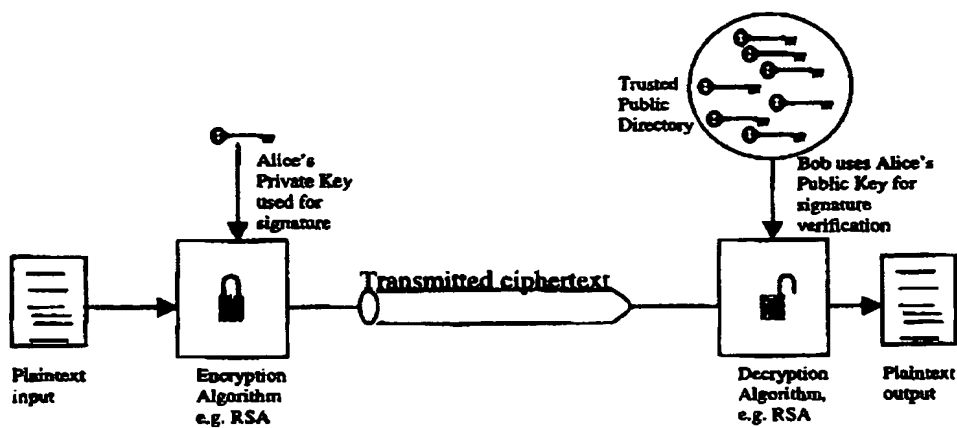 Trusted
Public
Directory
Alice's
Private Key
used for
signature
Bob uses Alice's
Public Key for
signature
verification
Transmitted ciphertext
Plaintext
input
Encryption
Algorithm
e.g. RSA
Decryption
Algorithm,
e.g. RSA
Plaintext
output